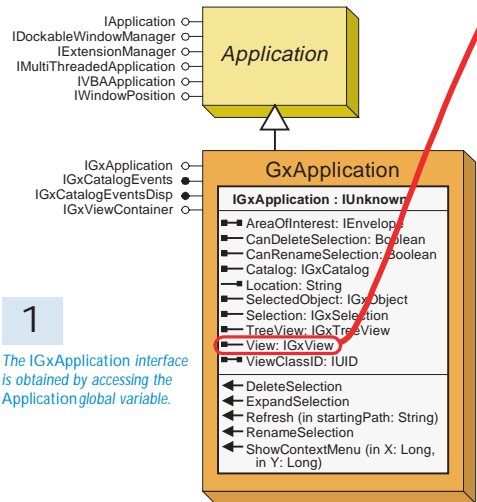 IApplication
IDockableWindowManager
IExtensionManager
IMultiThreadedApplication
IVBAApplication
IWindowPosition
Application
IGxApplication
IGxCatalogEvents
IGxCatalogEventsDisp
IGxViewContainer
GxApplication
IGxApplication : IUnknown
AreaOfInterest: IEnvelope
CanDeleteSelection: Boolean
CanRenameSelection: Boolean
Catalog: IGxCatalog
Location: String
SelectedObject: IGxObject
Selection: IGxSelection
TreeView: IGxTreeView
View: IGxView
ViewClassID: IUID
DeleteSelection
ExpandSelection
Refresh (in startingPath: String)
RenameSelection
ShowContextMenu (in X: Long,
in Y: Long)
1
The IGxApplication interface
is obtained by accessing the
Application global variable.